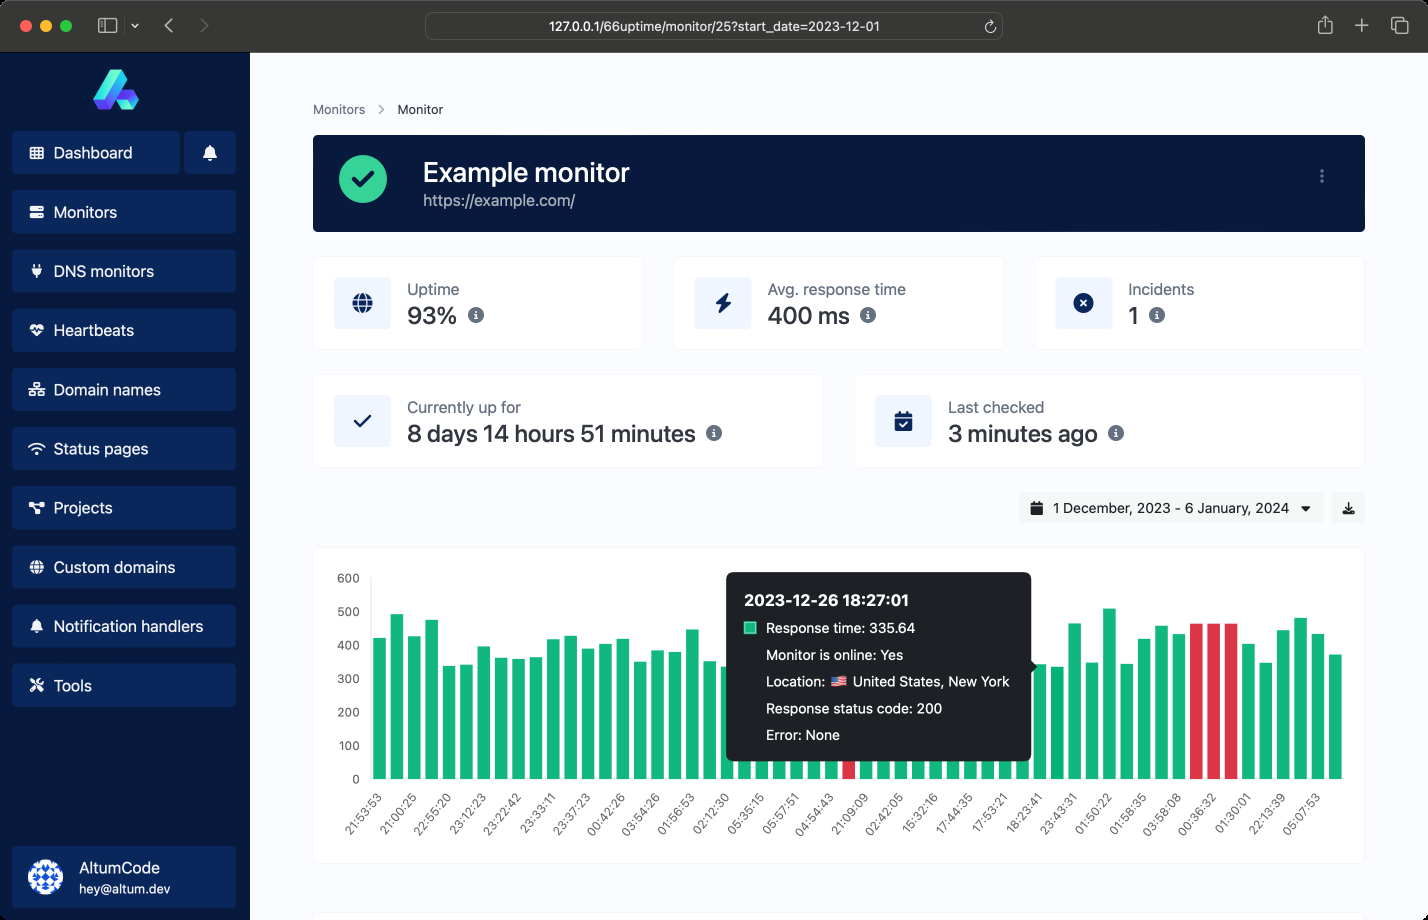 127.0.0.1/66uptime/monitor/25?start_date=2023-12-01
Dashboard
Monitors
DNS monitors
Heartbeats
Domain names
Status pages
Projects
Custom domains
Notification handlers
Tools
AltumCode
hey@altum.dev
Monitors Monitor
Example monitor
https://example.com/
Uptime
93%
Avg. response time
400 ms
Incidents
1
Currently up for
8 days 14 hours 51 minutes
Last checked
3 minutes ago
1 December, 2023 - 6 January, 2024
600
500
400
300
200
100
0
2023-12-26 18:27:01
Response time: 335.64
Monitor is online: Yes
Location: 🇺🇸 United States, New York
Response status code: 200
Error: None
21:53:53
21:00:25
22:55:20
23:12:23
23:22:42
23:33:11
23:37:23
00:42:26
03:54:26
01:56:53
02:12:30
05:35:15
05:57:51
04:54:43
21:09:09
02:42:05
15:32:16
17:44:35
17:53:21
18:23:41
23:43:31
01:50:22
01:58:35
03:58:08
00:36:32
01:30:01
22:13:39
05:07:53